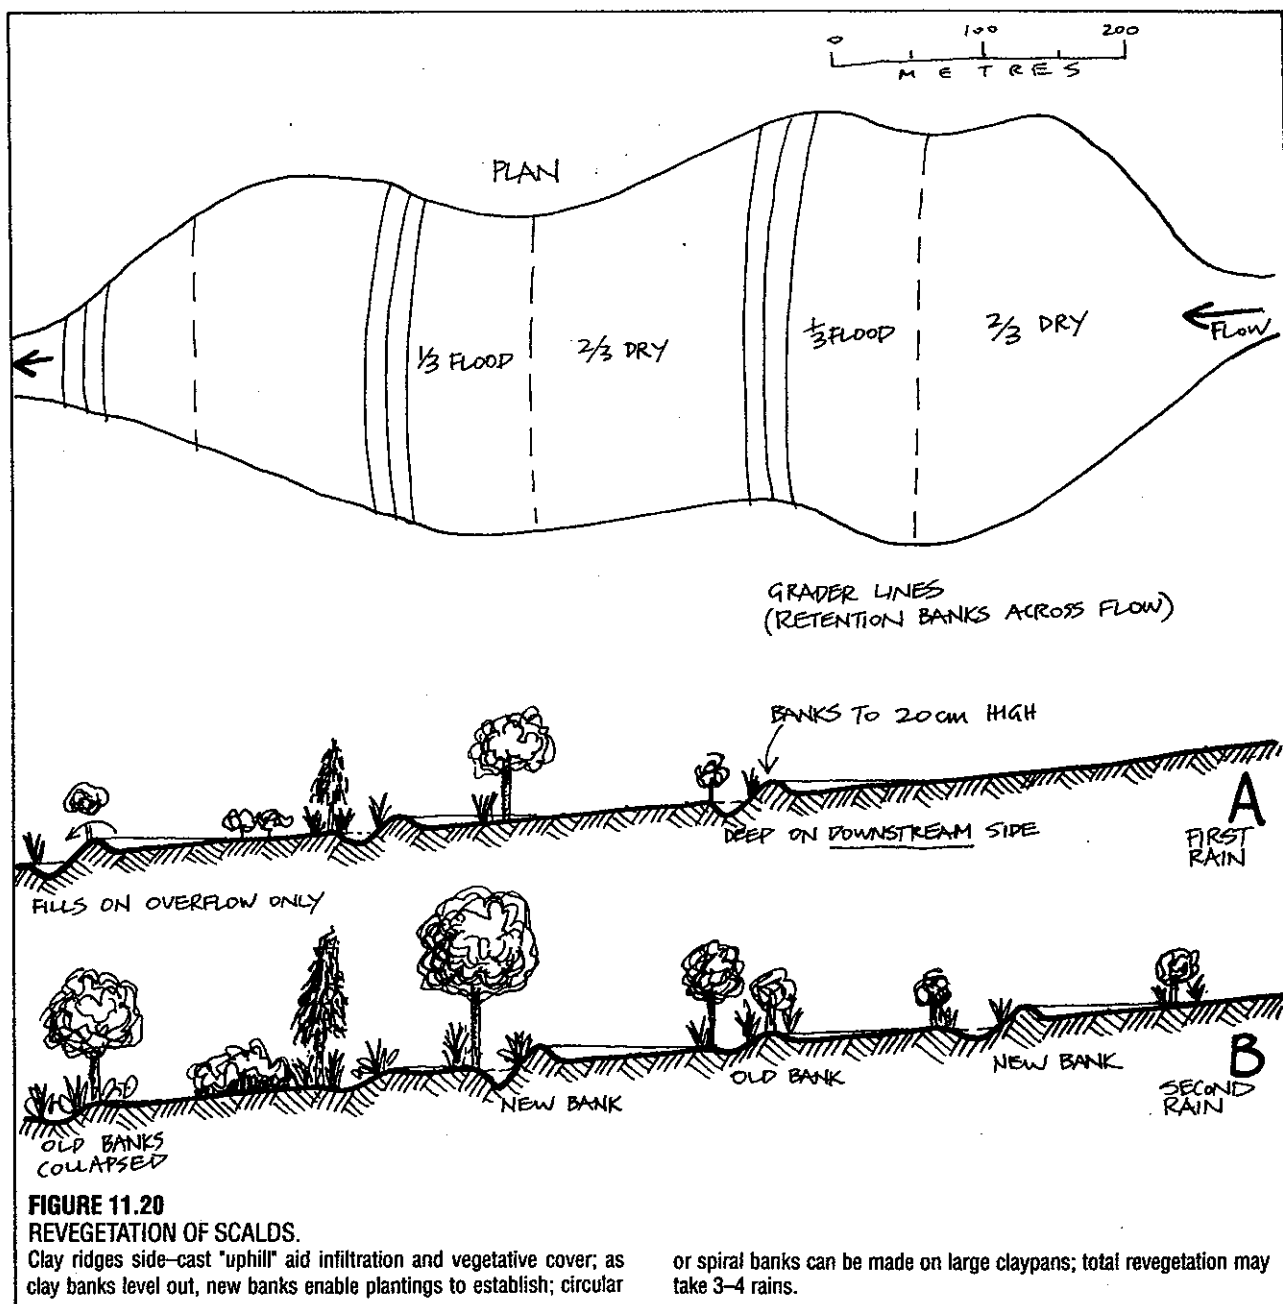 0 100 200
METRES
PLAN
1/3 FLOOD
2/3 DRY
1/3 FLOOD
2/3 DRY
FLOW
GRADER LINES
(RETENTION BANKS ACROSS FLOW)
BANKS TO 20cm HIGH
DEEP ON DOWNSTREAM SIDE
A
FIRST
RAIN
FILLS ON OVERFLOW ONLY
OLD BANK
NEW BANK
NEW BANK
B
SECOND
RAIN
OLD BANKS
COLLAPSED
FIGURE 11.20
REVEGETATION OF SCALDS.
Clay ridges side–cast "uphill" aid infiltration and vegetative cover; as
clay banks level out, new banks enable plantings to establish; circular
or spiral banks can be made on large claypans; total revegetation may
take 3–4 rains.